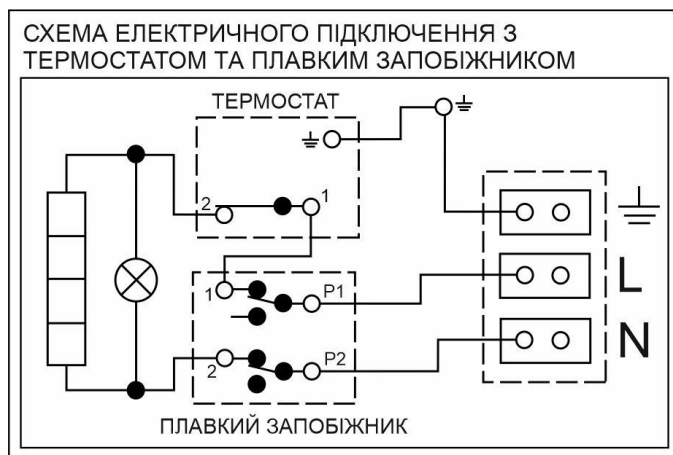 СХЕМА ЕЛЕКТРИЧНОГО ПІДКЛЮЧЕННЯ З
ТЕРМОСТАТОМ ТА ПЛАВКИМ ЗАПОБІЖНИКОМ
ТЕРМОСТАТ
2
1
1
P1
L
2
P2
N
ПЛАВКИЙ ЗАПОБІЖНИК